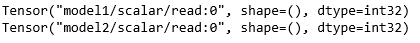 Tensor("model1/scalar/read:0", shape=(), dtype=int32)
Tensor("model2/scalar/read:0", shape=(), dtype=int32)